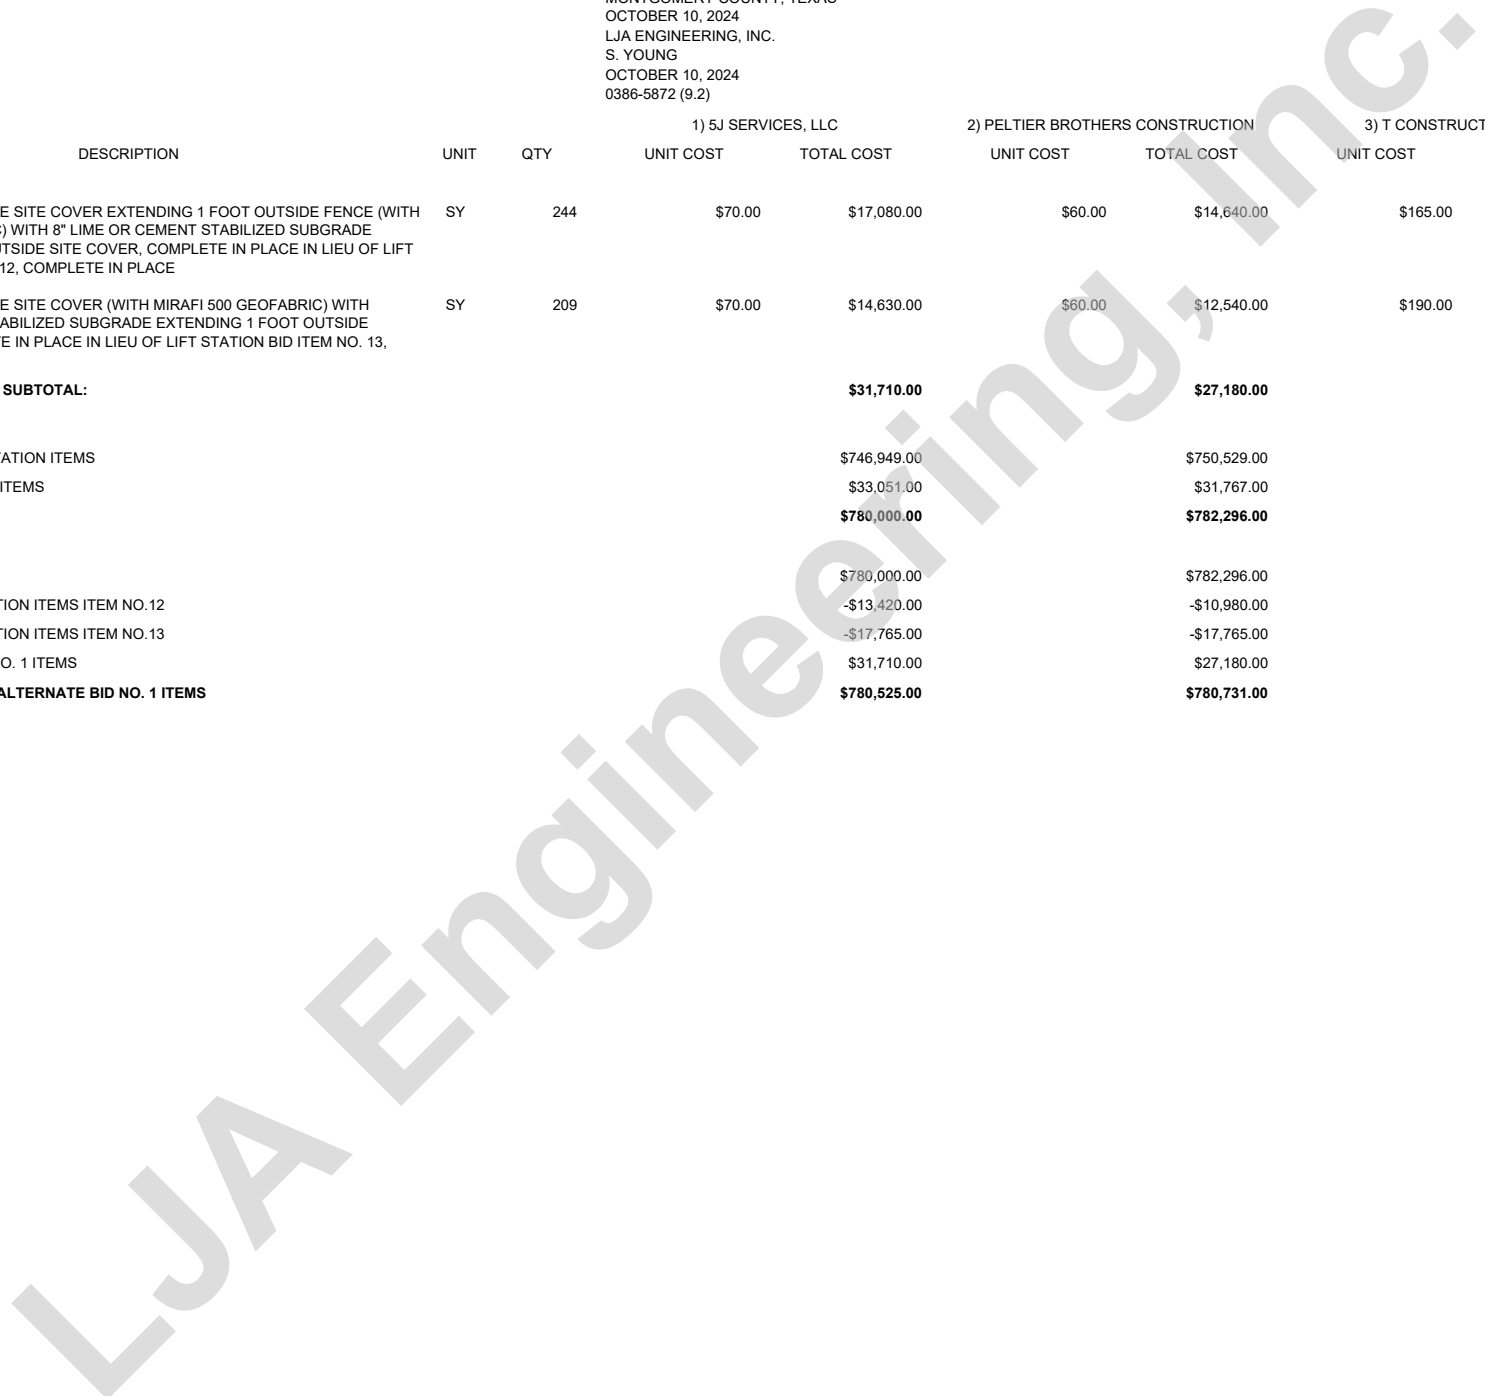 OCTOBER 10, 2024
LJA ENGINEERING, INC.
S. YOUNG
OCTOBER 10, 2024
0386-5872 (9.2)
1) 5J SERVICES, LLC 2) PELTIER BROTHERS CONSTRUCTION 3) T CONSTRUCT
DESCRIPTION UNIT QTY UNIT COST TOTAL COST UNIT COST TOTAL COST UNIT COST
E SITE COVER EXTENDING 1 FOOT OUTSIDE FENCE (WITH SY 244 $70.00 $17,080.00 $60.00 $14,640.00 $165.00
) WITH 8" LIME OR CEMENT STABILIZED SUBGRADE
TSIDE SITE COVER, COMPLETE IN PLACE IN LIEU OF LIFT
12, COMPLETE IN PLACE
E SITE COVER (WITH MIRAFI 500 GEOFABRIC) WITH SY 209 $70.00 $14,630.00 $60.00 $12,540.00 $190.00
ABILIZED SUBGRADE EXTENDING 1 FOOT OUTSIDE
E IN PLACE IN LIEU OF LIFT STATION BID ITEM NO. 13,
SUBTOTAL: $31,710.00 $27,180.00
ATION ITEMS $746,949.00 $750,529.00
ITEMS $33,051.00 $31,767.00
$780,000.00 $782,296.00
$780,000.00 $782,296.00
TION ITEMS ITEM NO.12 -$13,420.00 -$10,980.00
TION ITEMS ITEM NO.13 -$17,765.00 -$17,765.00
O. 1 ITEMS $31,710.00 $27,180.00
ALTERNATE BID NO. 1 ITEMS $780,525.00 $780,731.00
LJA Engineering, Inc.